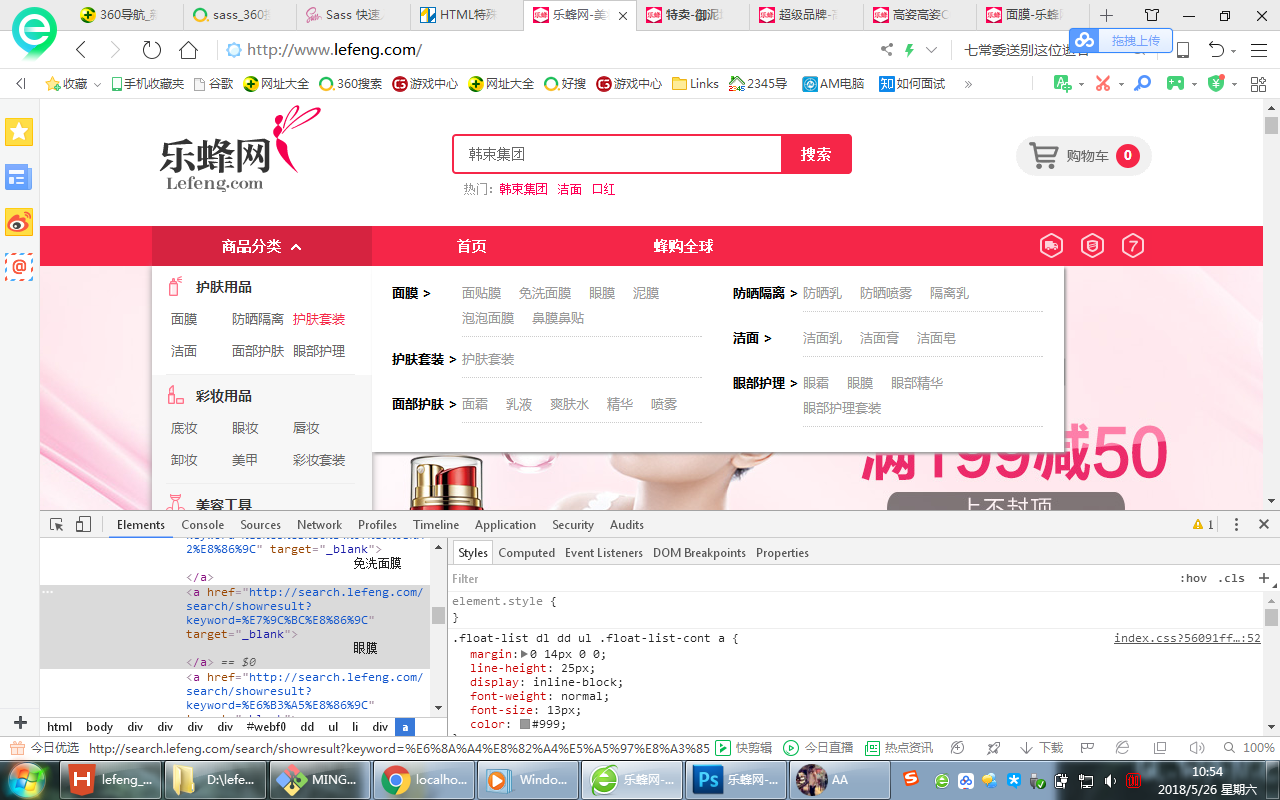 360导航_新
sass_360搜
Sass 快速
HTML特殊
乐蜂网-美
特卖-御泥坊
超级品牌-高
高姿高姿C
面膜-乐蜂
http://www.lefeng.com/
七常委送别这位
拖拽上传
收藏 手机收藏夹 谷歌 网址大全 360搜索 游戏中心 网址大全 好搜 游戏中心 Links 2345导 AM电脑 如何面试 »
乐蜂网
Lefeng.com
韩束集团 搜索
购物车 0
热门： 韩束集团 洁面 口红
商品分类 首页 蜂购全球 7
护肤用品
面膜 防晒隔离 护肤套装
洁面 面部护肤 眼部护理
彩妆用品
底妆 眼妆 唇妆
卸妆 美甲 彩妆套装
美容工具
面膜 > 面贴膜 免洗面膜 眼膜 泥膜
泡泡面膜 鼻膜鼻贴
护肤套装 > 护肤套装
面部护肤 > 面霜 乳液 爽肤水 精华 喷雾
防晒隔离 > 防晒乳 防晒喷雾 隔离乳
洁面 > 洁面乳 洁面膏 洁面皂
眼部护理 > 眼霜 眼膜 眼部精华
眼部护理套装
满199减50
上不封顶
Elements Console Sources Network Profiles Timeline Application Security Audits 1
2%E8%86%9C" target="_blank">
免洗面膜
</a>
<a href="http://search.lefeng.com/
search/showresult?
keyword=%E7%9C%BC%E8%86%9C"
target="_blank">
眼膜
</a> == $0
<a href="http://search.lefeng.com/
search/showresult?
keyword=%E6%B3%A5%E8%86%9C"
html body div div div div #webf0 dd ul li div a
Styles Computed Event Listeners DOM Breakpoints Properties
Filter :hov .cls +
element.style {
}
.float-list dl dd ul .float-list-cont a { index.css?56091ff…:52
margin:▶0 14px 0 0;
line-height: 25px;
display: inline-block;
font-weight: normal;
font-size: 13px;
color: #999;
今日优选 http://search.lefeng.com/search/showresult?keyword=%E6%8A%A4%E8%82%A4%E5%A5%97%E8%A3%85 快剪辑 今日直播 热点资讯 下载 100%
lefeng_... D:\lefe... MING... localho... Windo... 乐蜂网-... 乐蜂网-... AA
10:54
2018/5/26 星期六